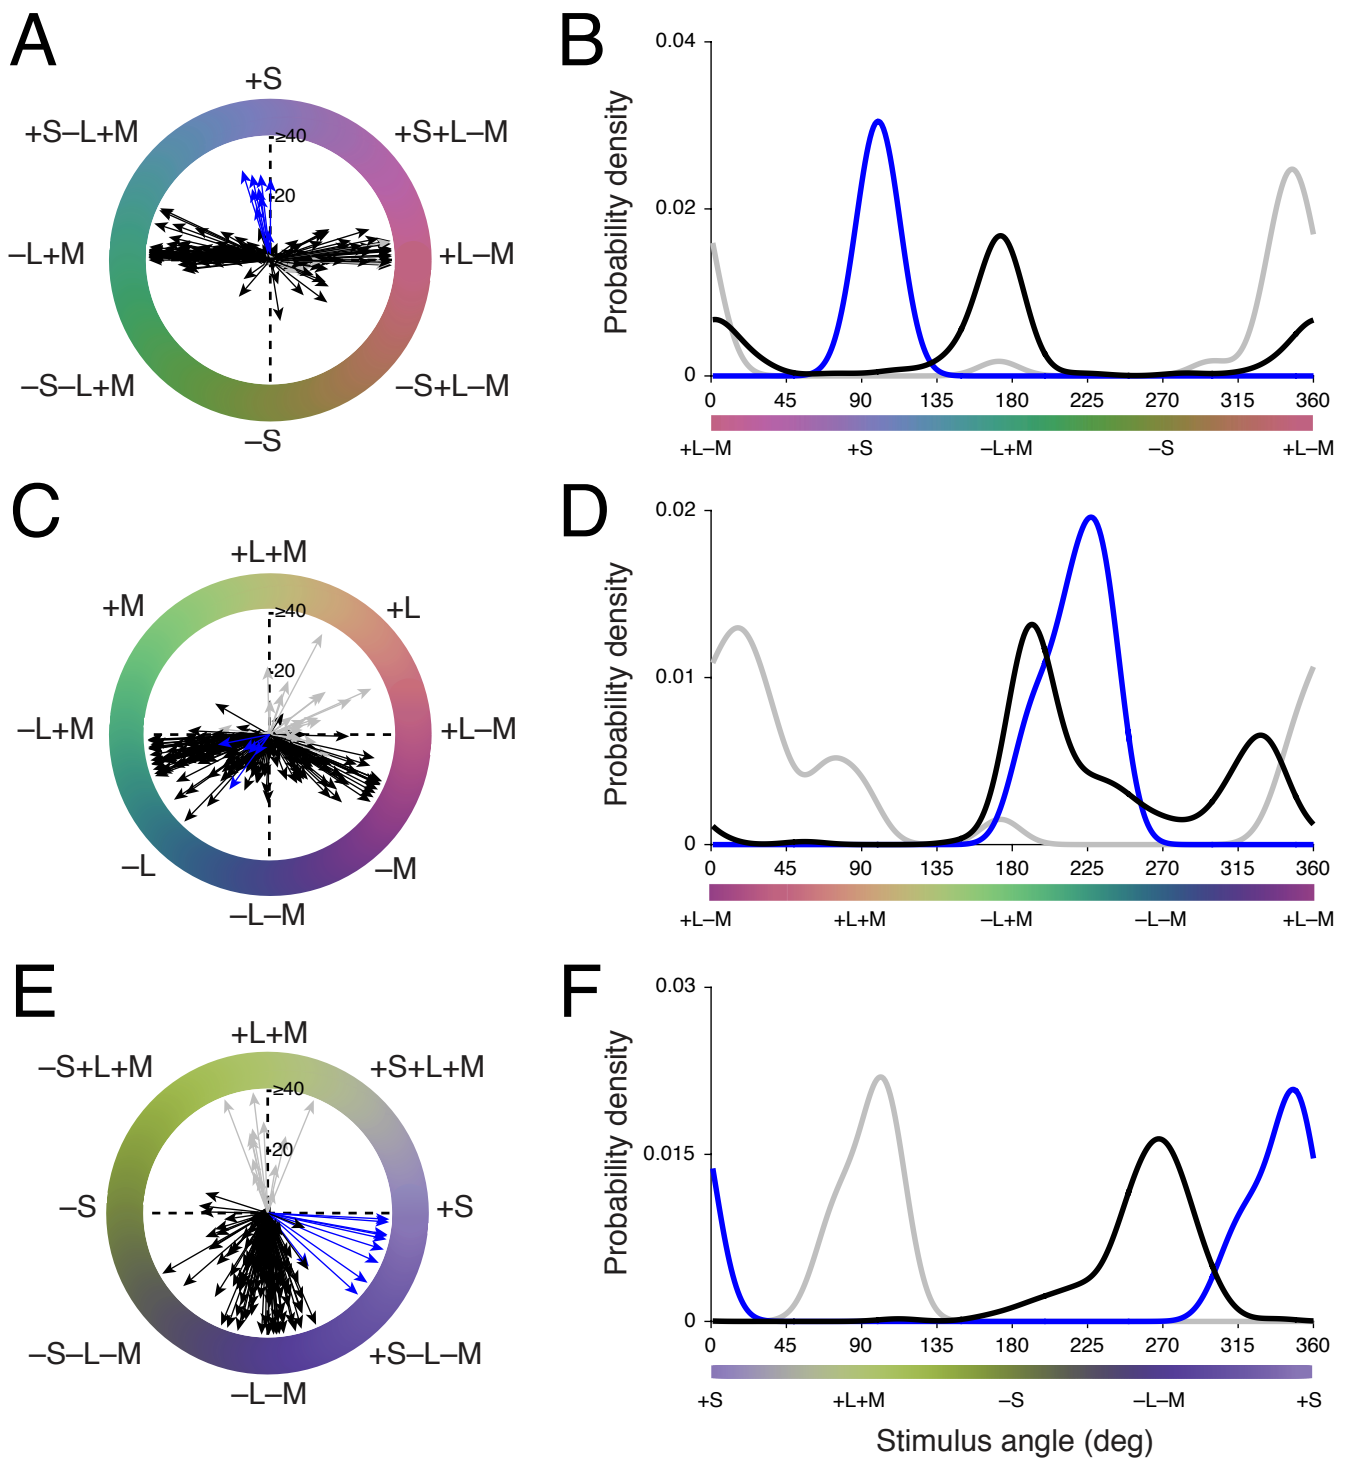 A
+S
+S–L+M
+S+L–M
≥40
20
–L+M
+L–M
–S–L+M
–S+L–M
–S
B
Probability density
0.04
0.02
0
0 45 90 135 180 225 270 315 360
+L–M +S –L+M –S +L–M
C
+L+M
+M
+L
≥40
20
–L+M
+L–M
–L
–M
–L–M
D
Probability density
0.02
0.01
0
0 45 90 135 180 225 270 315 360
+L–M +L+M –L+M –L–M +L–M
E
+L+M
–S+L+M
+S+L+M
≥40
20
–S
+S
–S–L–M
+S–L–M
–L–M
F
Probability density
0.03
0.015
0
0 45 90 135 180 225 270 315 360
+S +L+M –S –L–M +S
Stimulus angle (deg)